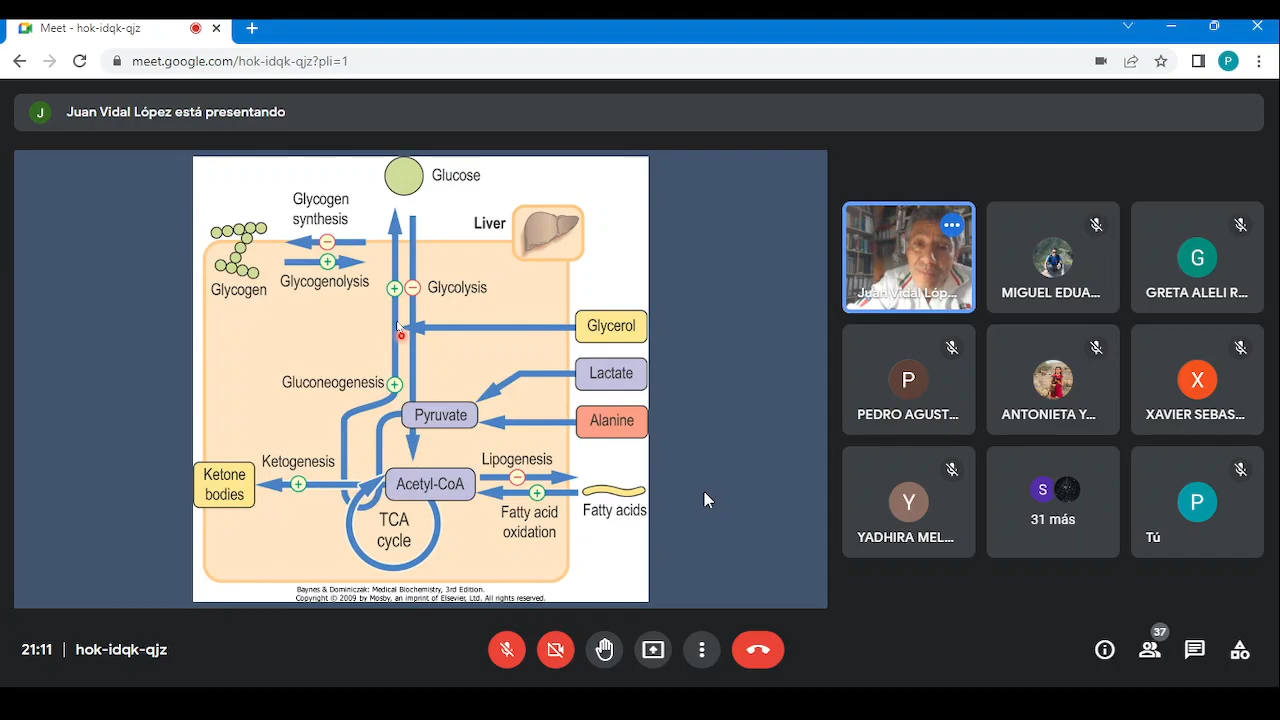 Meet - hok-idqk-qjz
meet.google.com/hok-idqk-qjz?pli=1
P
J
Juan Vidal López está presentando
Glucose
Glycogen
synthesis
Liver
Glycogen
Glycogenolysis
Glycolysis
Glycerol
Lactate
Gluconeogenesis
Pyruvate
Alanine
Ketogenesis
Lipogenesis
Ketone
bodies
Acetyl-CoA
Fatty acids
TCA
cycle
Fatty acid
oxidation
Baynes & Dominiczak: Medical Biochemistry, 3rd Edition.
Copyright © 2009 by Mosby, an imprint of Elsevier, Ltd. All rights reserved.
Juan Vidal Lóp...
MIGUEL EDUA...
G
GRETA ALELI R...
P
PEDRO AGUST...
ANTONIETA Y...
X
XAVIER SEBAS...
Y
YADHIRA MEL...
S
31 más
P
Tú
21:11 | hok-idqk-qjz
37